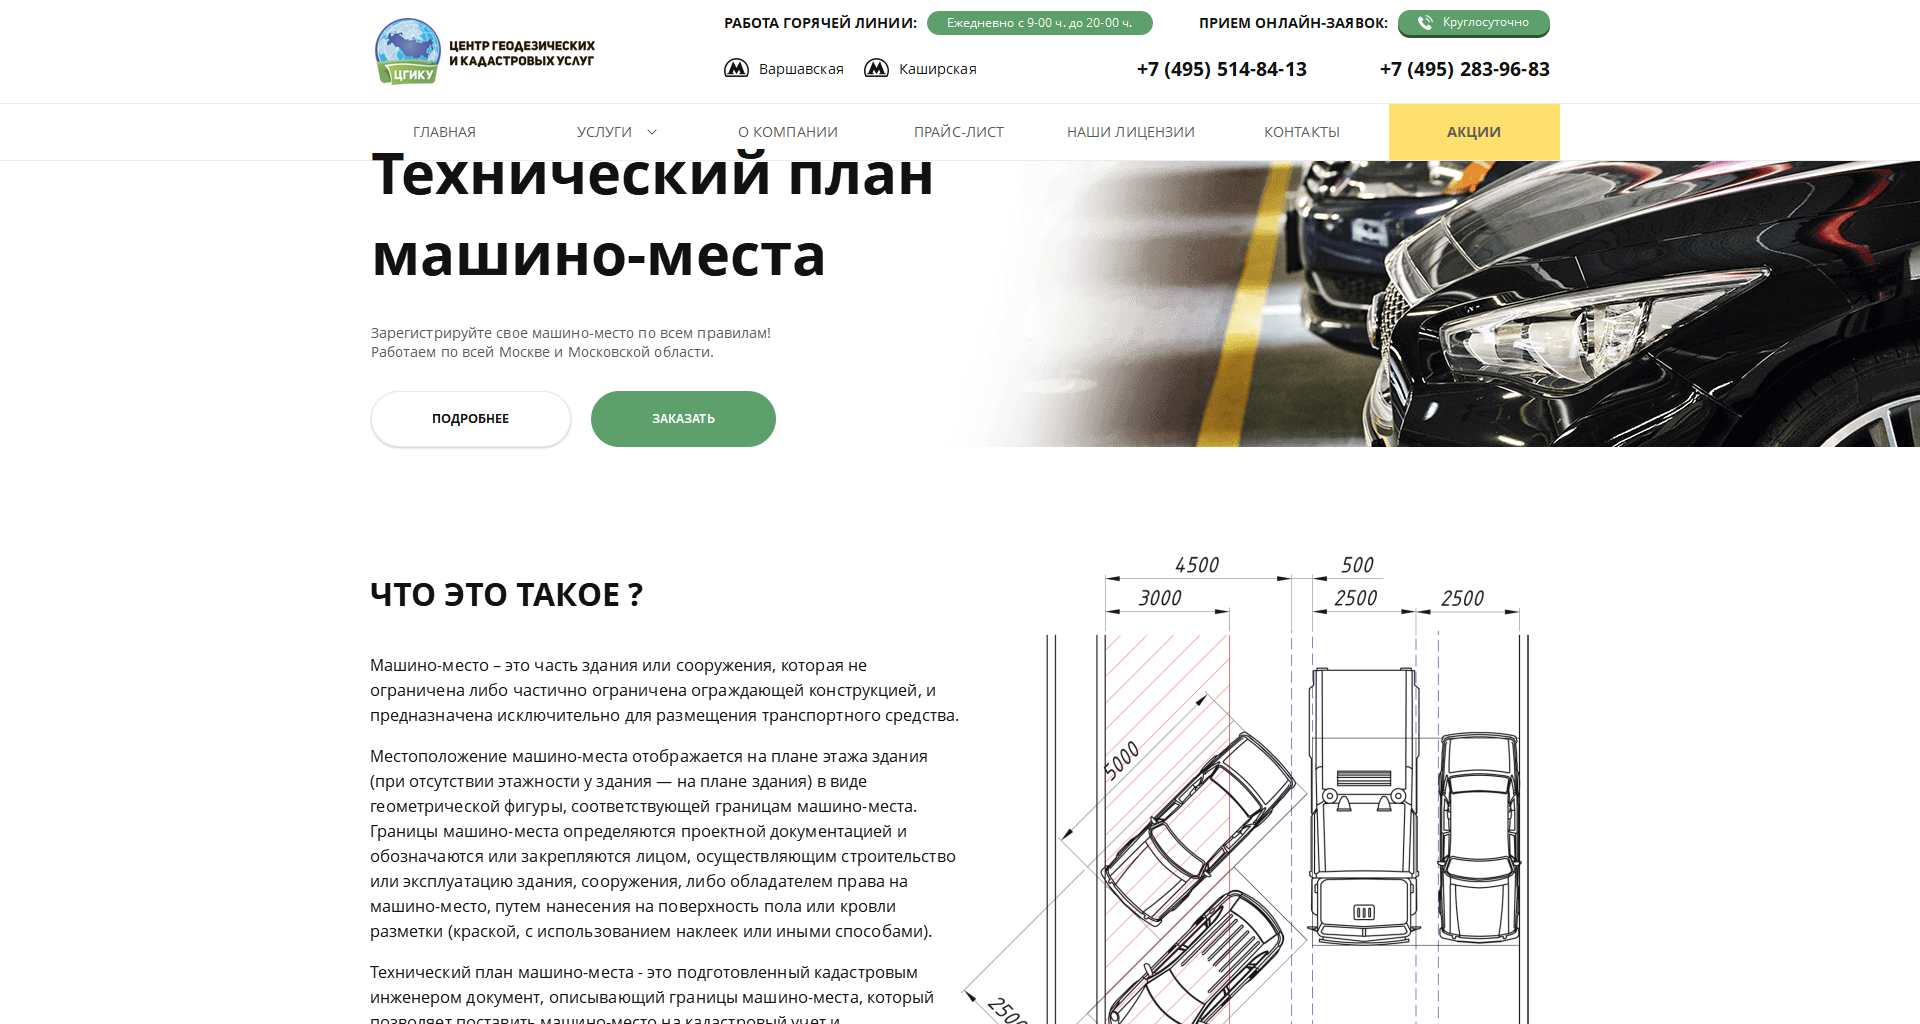 ЦГИКУ
ЦЕНТР ГЕОДЕЗИЧЕСКИХ
И КАДАСТРОВЫХ УСЛУГ
РАБОТА ГОРЯЧЕЙ ЛИНИИ: Ежедневно с 9-00 ч. до 20-00 ч.
ПРИЕМ ОНЛАЙН-ЗАЯВОК: Круглосуточно
Варшавская Каширская
+7 (495) 514-84-13 +7 (495) 283-96-83
ГЛАВНАЯ УСЛУГИ О КОМПАНИИ ПРАЙС-ЛИСТ НАШИ ЛИЦЕНЗИИ КОНТАКТЫ АКЦИИ
Технический план
машино-места
Зарегистрируйте свое машино-место по всем правилам!
Работаем по всей Москве и Московской области.
ПОДРОБНЕЕ ЗАКАЗАТЬ
ЧТО ЭТО ТАКОЕ ?
Машино-место – это часть здания или сооружения, которая не
ограничена либо частично ограничена ограждающей конструкцией, и
предназначена исключительно для размещения транспортного средства.
Местоположение машино-места отображается на плане этажа здания
(при отсутствии этажности у здания — на плане здания) в виде
геометрической фигуры, соответствующей границам машино-места.
Границы машино-места определяются проектной документацией и
обозначаются или закрепляются лицом, осуществляющим строительство
или эксплуатацию здания, сооружения, либо обладателем права на
машино-место, путем нанесения на поверхность пола или кровли
разметки (краской, с использованием наклеек или иными способами).
Технический план машино-места - это подготовленный кадастровым
инженером документ, описывающий границы машино-места, который
позволяет поставить машино-место на кадастровый учет и
4500 500
3000 2500 2500
5000
2500